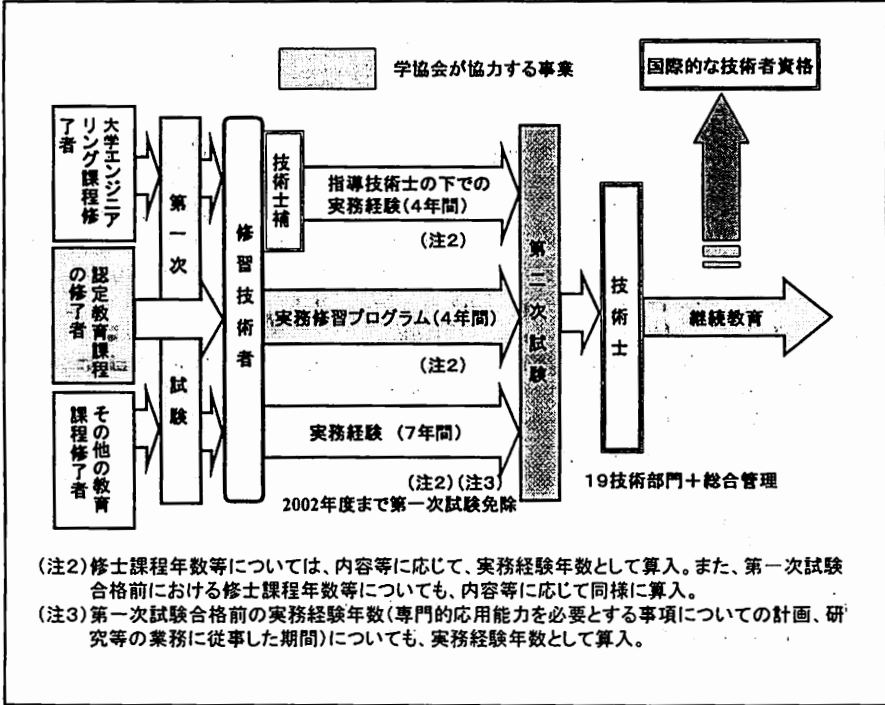 学協会が協力する事業
国際的な技術者資格
大学エンジニア
リング課程修
了者
認定教育課程
の修了者
その他の教育
課程修了者
第一次
試験
修習技術者
技術士補
指導技術士の下での
実務経験(4年間)
(注2)
実務修習プログラム(4年間)
(注2)
実務経験 (7年間)
(注2)(注3)
2002年度まで第一次試験免除
第二次試験
技術士
継続教育
19技術部門+総合管理
(注2)修士課程年数等については、内容等に応じて、実務経験年数として算入。また、第一次試験
合格前における修士課程年数等についても、内容等に応じて同様に算入。
(注3)第一次試験合格前の実務経験年数(専門的応用能力を必要とする事項についての計画、研
究等の業務に従事した期間)についても、実務経験年数として算入。